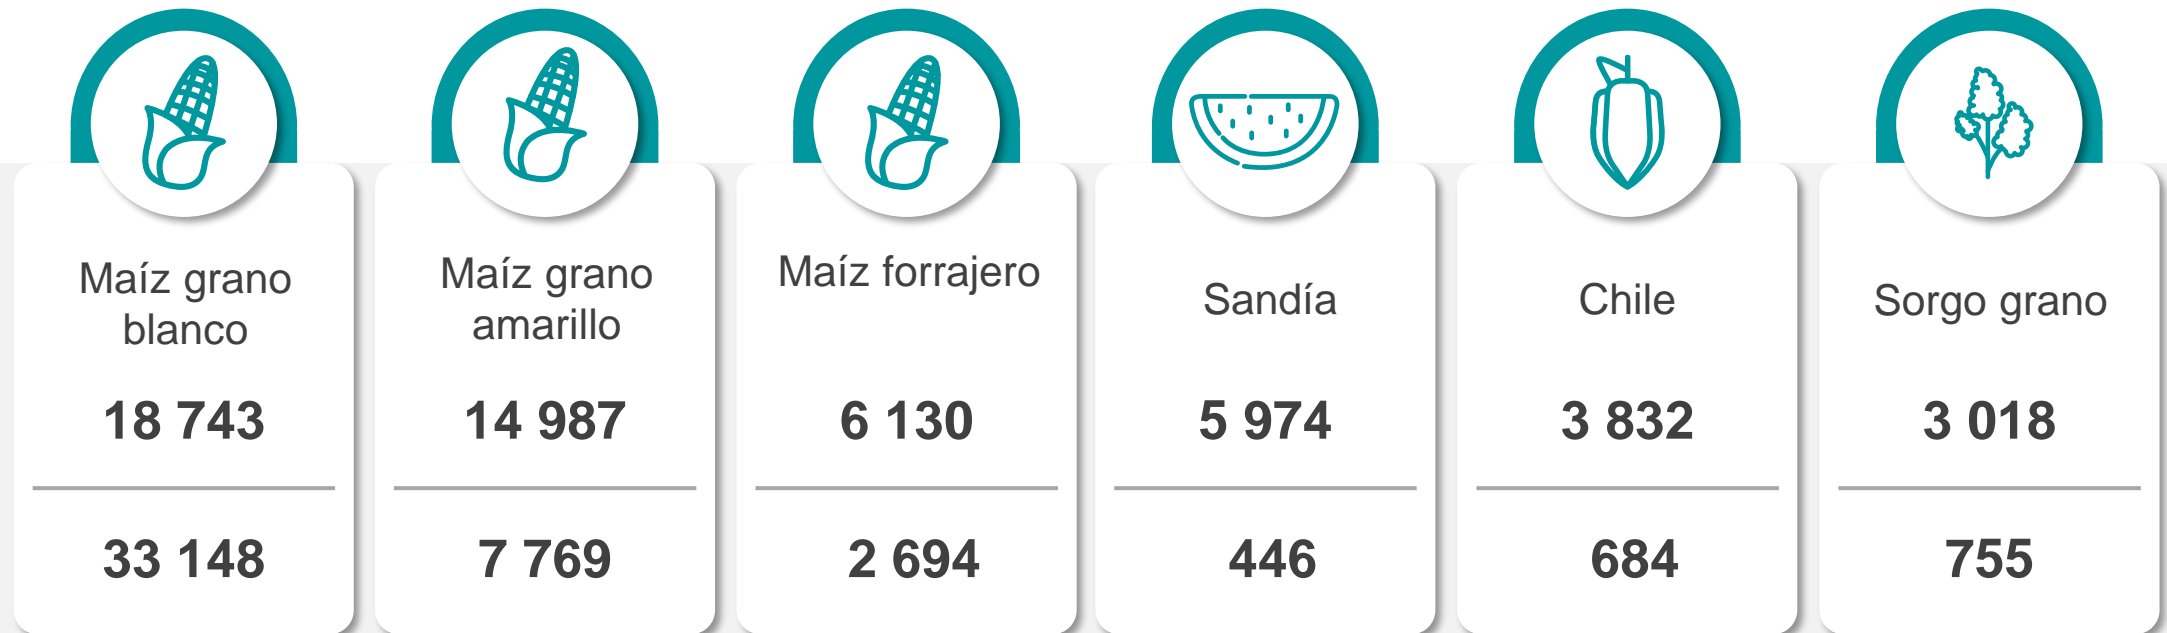 Maíz grano
blanco
18 743
33 148
Maíz grano
amarillo
14 987
7 769
Maíz forrajero
6 130
2 694
Sandía
5 974
446
Chile
3 832
684
Sorgo grano
3 018
755